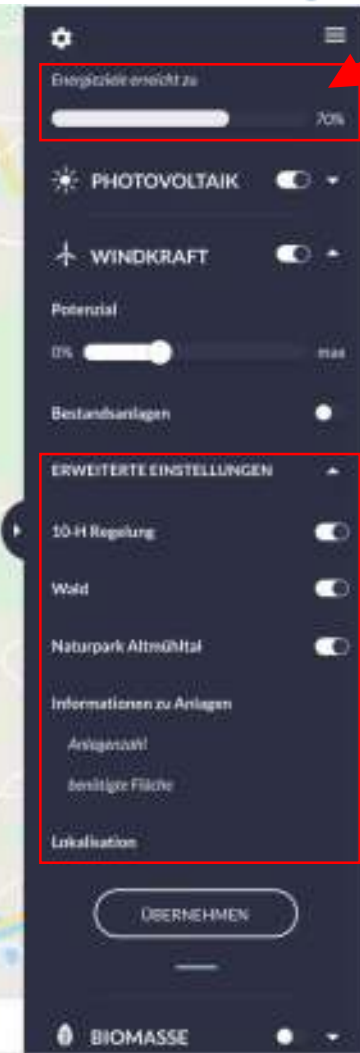 Energieziele erreicht zu
70%
PHOTOVOLTAIK
WINDKRAFT
Potenzial
0% max
Bestandsanlagen
ERWEITERTE EINSTELLUNGEN
10-H Regelung
Wald
Naturpark Altmühltal
Informationen zu Anlagen
Anlagenzahl
benötigte Fläche
Lokalisation
ÜBERNEHMEN
BIOMASSE